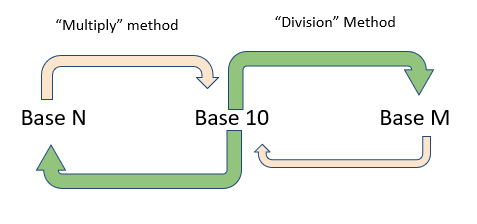 “Multiply” method
“Division” Method
Base N
Base 10
Base M